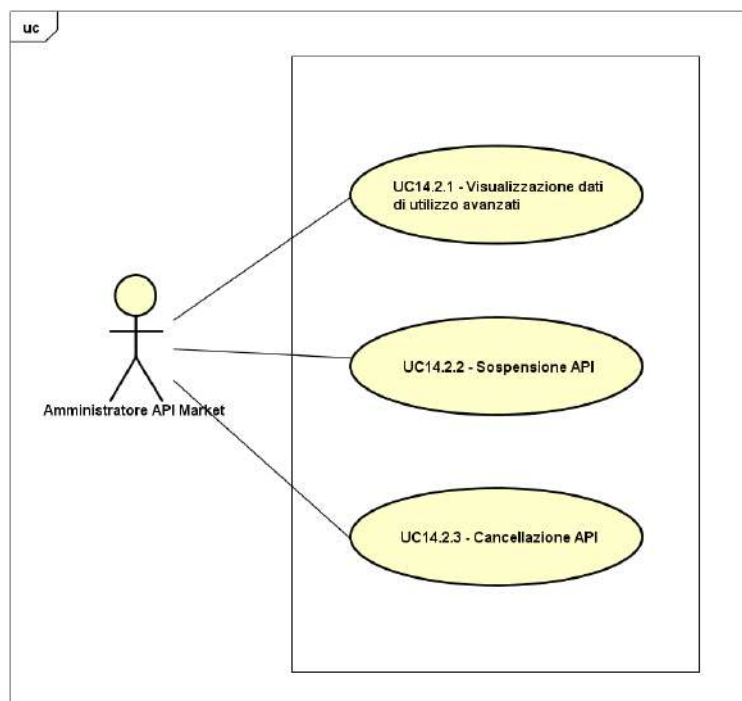 uc
UC14.2.1 - Visualizzazione dati
di utilizzo avanzati
UC14.2.2 - Sospensione API
Amministratore API Market
UC14.2.3 - Cancellazione API